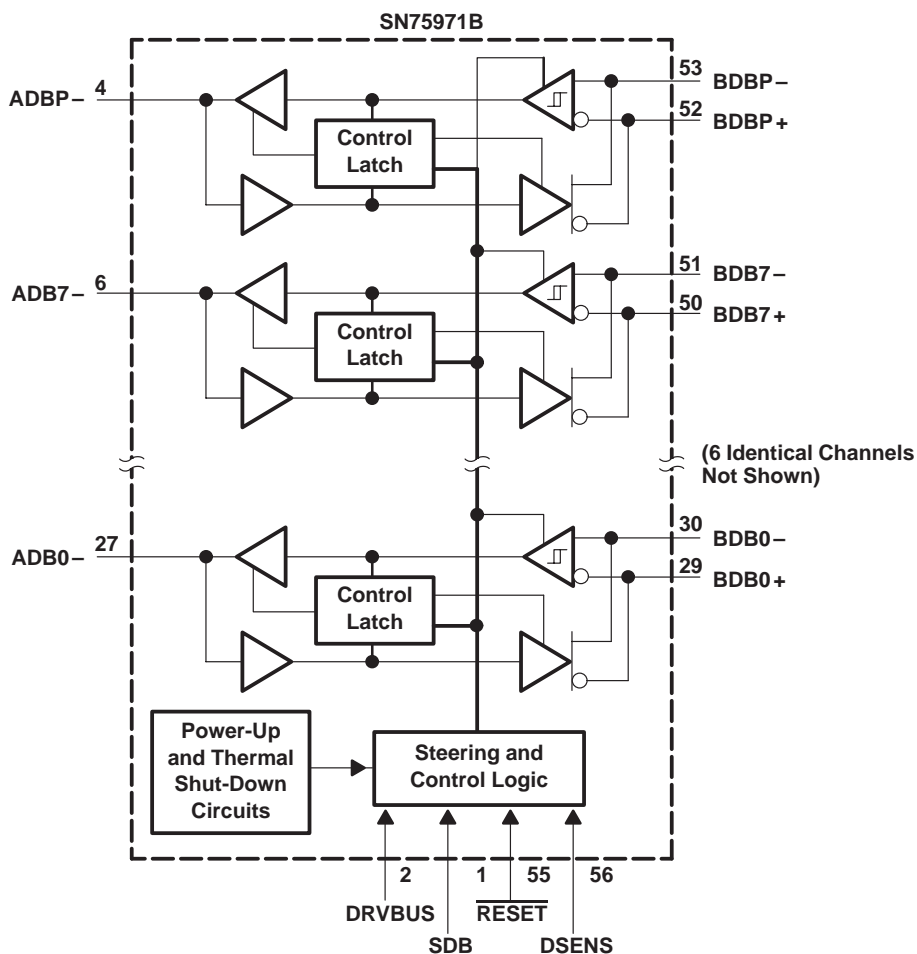 SN75971B
ADBP– 4
53 BDBP–
52 BDBP+
Control
Latch
ADB7– 6
51 BDB7–
50 BDB7+
Control
Latch
(6 Identical Channels
Not Shown)
ADB0– 27
30 BDB0–
29 BDB0+
Control
Latch
Power-Up
and Thermal
Shut-Down
Circuits
Steering and
Control Logic
2 1 55 56
DRVBUS RESET
SDB DSENS